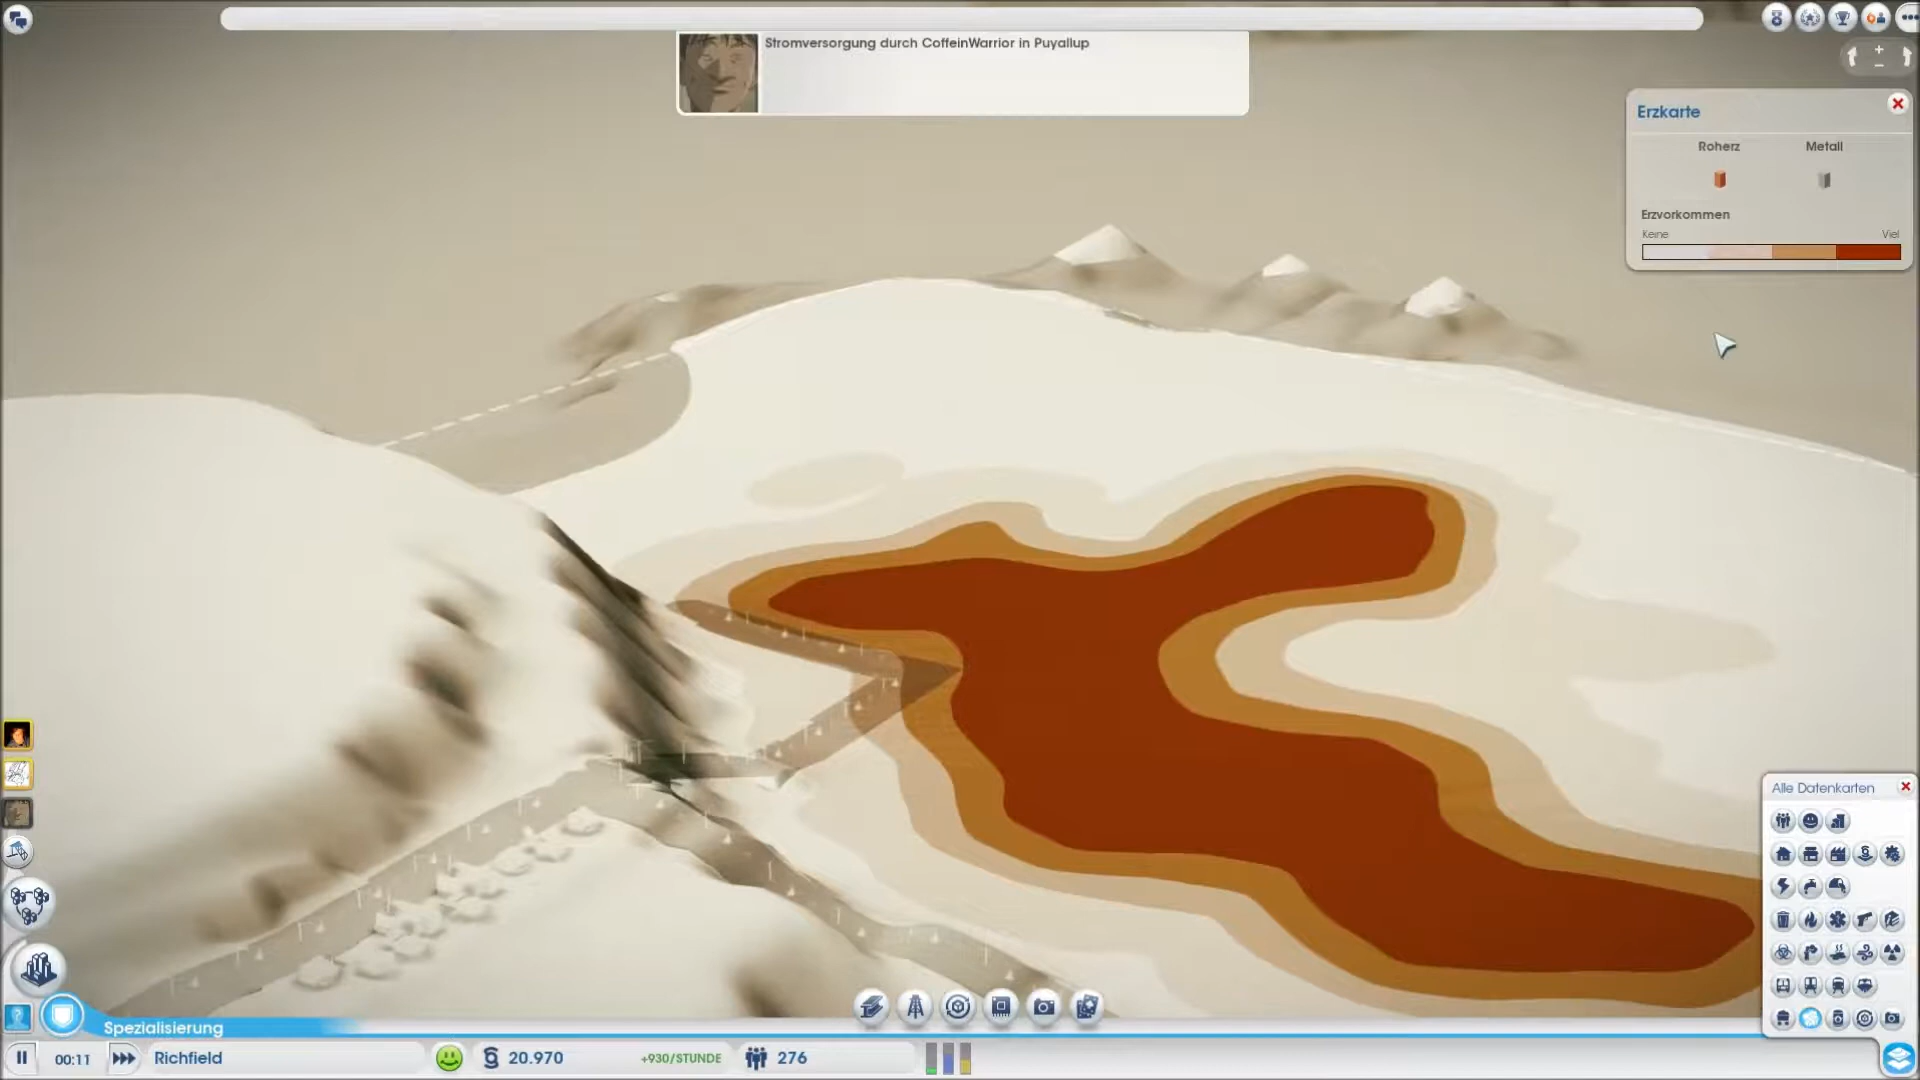 Stromversorgung durch CoffeinWarrior in Puyallup
Erzkarte
Roherz Metall
Erzvorkommen
Keine Viel
Alle Datenkarten
Spezialisierung
00:11 Richfield 20.970 +930/STUNDE 276